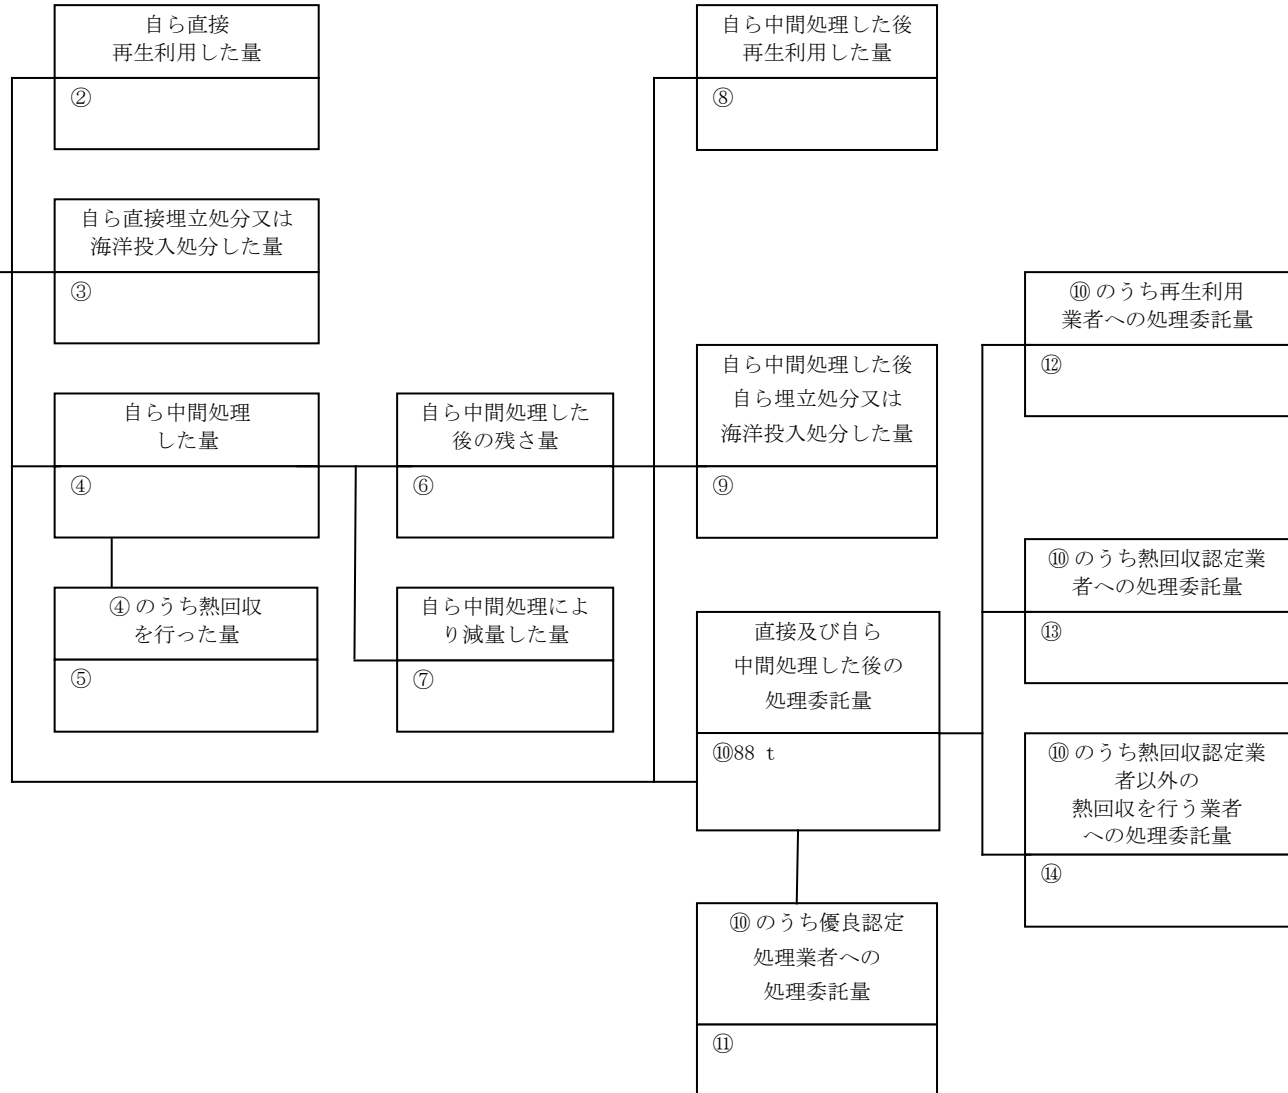 自ら直接
再生利用した量
②
自ら直接埋立処分又は
海洋投入処分した量
③
自ら中間処理
した量
④
④のうち熱回収
を行った量
⑤
自ら中間処理した
後の残さ量
⑥
自ら中間処理によ
り減量した量
⑦
自ら中間処理した後
再生利用した量
⑧
自ら中間処理した後
自ら埋立処分又は
海洋投入処分した量
⑨
直接及び自ら
中間処理した後の
処理委託量
⑩88 t
⑩のうち優良認定
処理業者への
処理委託量
⑪
⑩のうち再生利用
業者への処理委託量
⑫
⑩のうち熱回収認定業
者への処理委託量
⑬
⑩のうち熱回収認定業
者以外の
熱回収を行う業者
への処理委託量
⑭